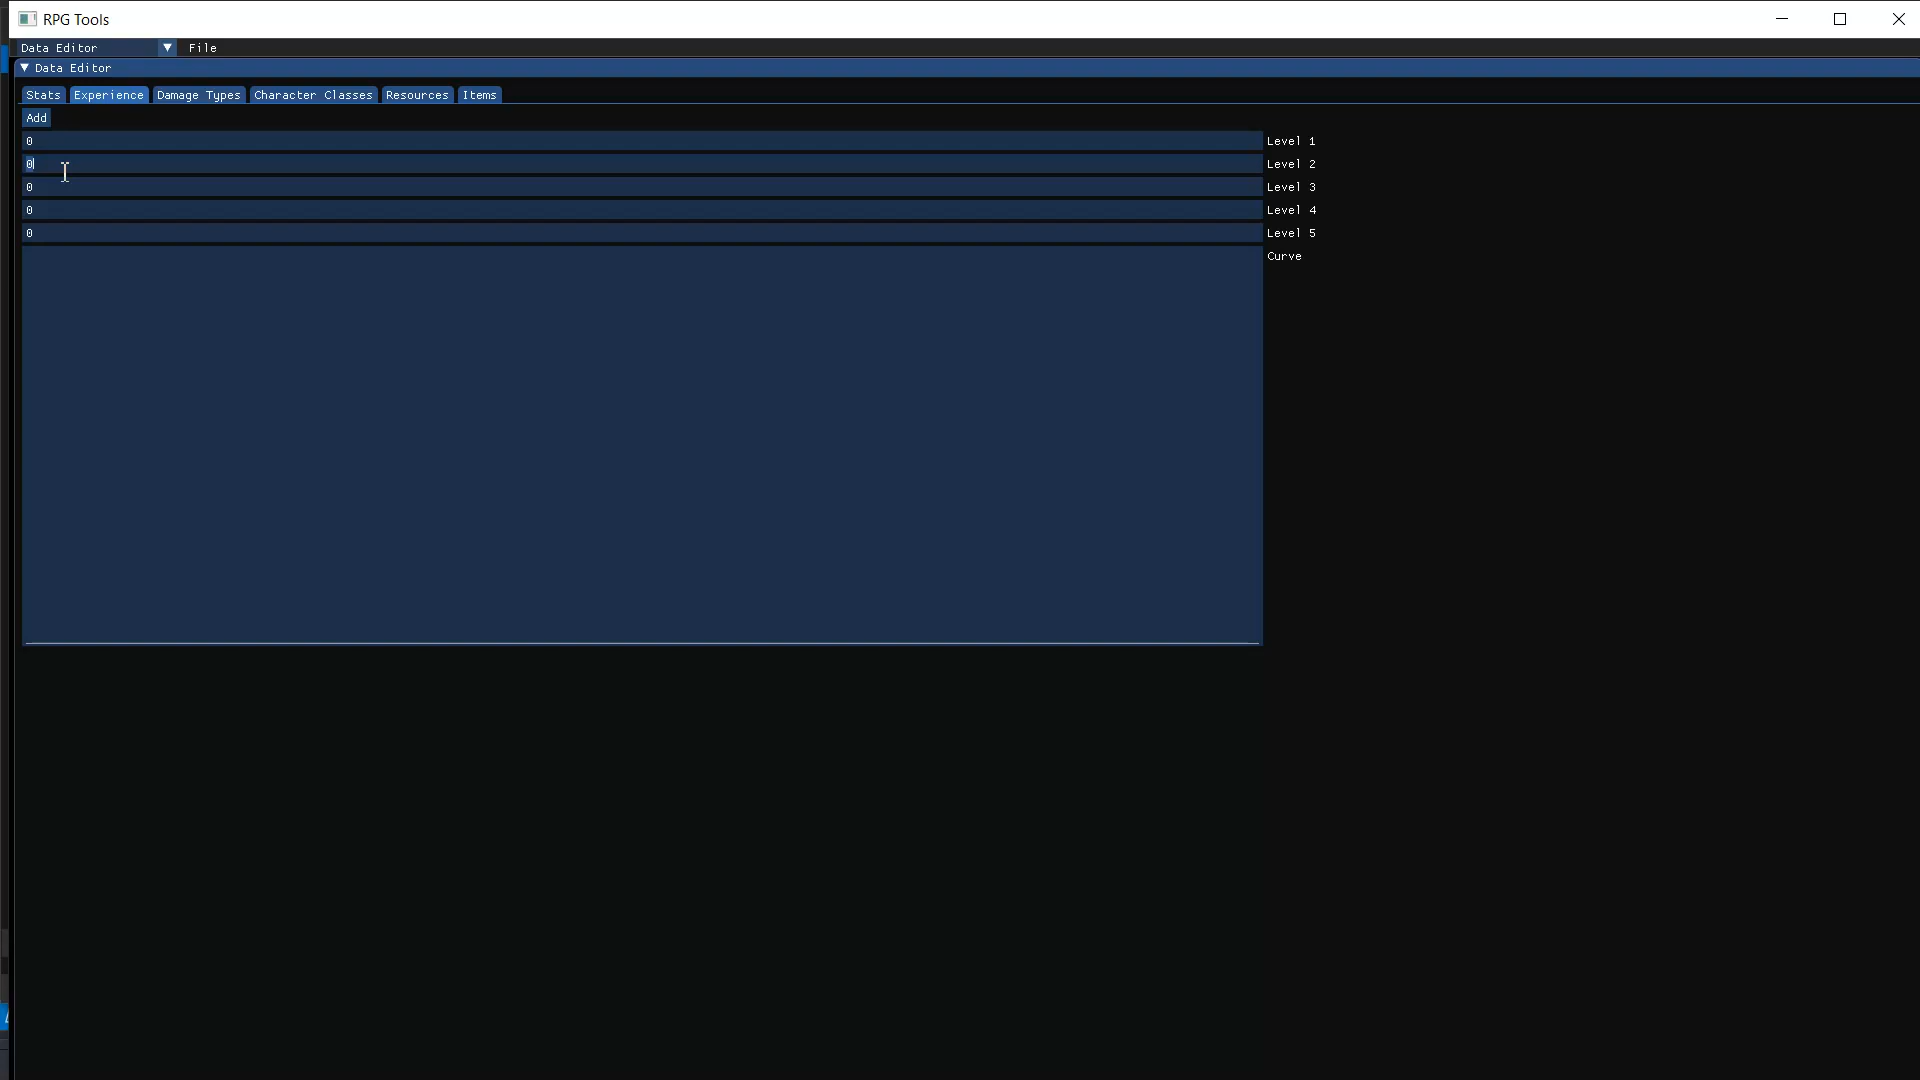 RPG Tools
Data Editor File
Data Editor
Stats Experience Damage Types Character Classes Resources Items
Add
0 Level 1
0 Level 2
0 Level 3
0 Level 4
0 Level 5
Curve